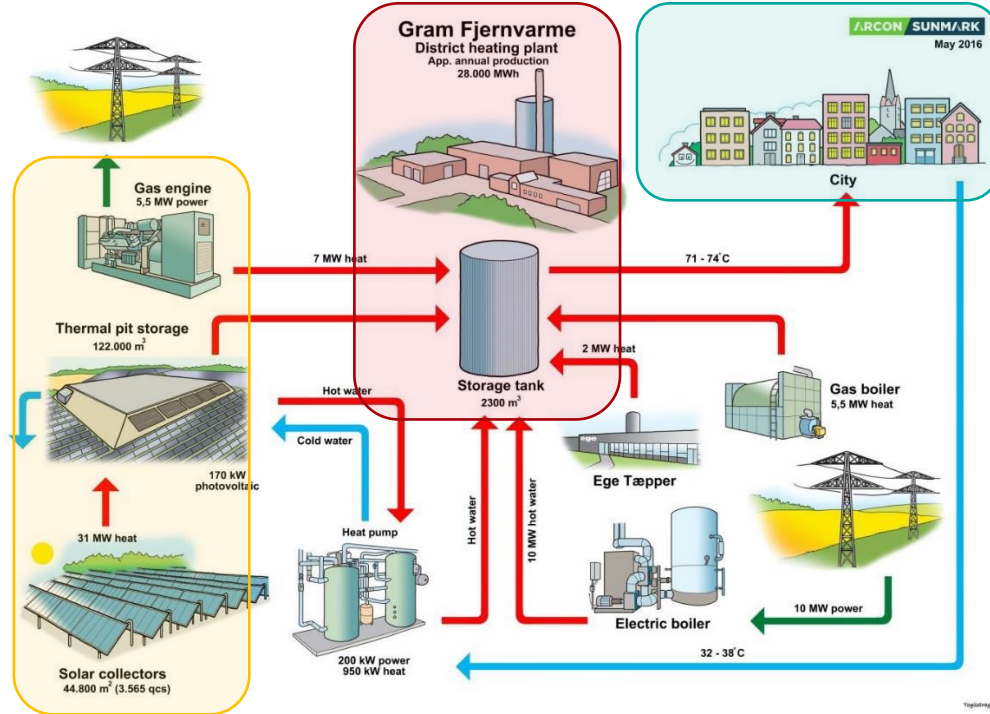 Gram Fjernvarme
District heating plant
App. annual production
28.000 MWh
ARCON SUNMARK
May 2016
City
Gas engine
5,5 MW power
7 MW heat
71 - 74°C
Thermal pit storage
122.000 m³
2 MW heat
Storage tank
2300 m³
Gas boiler
5,5 MW heat
Hot water
Cold water
170 kW
photovoltaic
ege
Ege Tæpper
31 MW heat
Heat pump
Hot water
10 MW hot water
Electric boiler
10 MW power
200 kW power
950 kW heat
32 - 38°C
Solar collectors
44.800 m² (3.565 qcs)